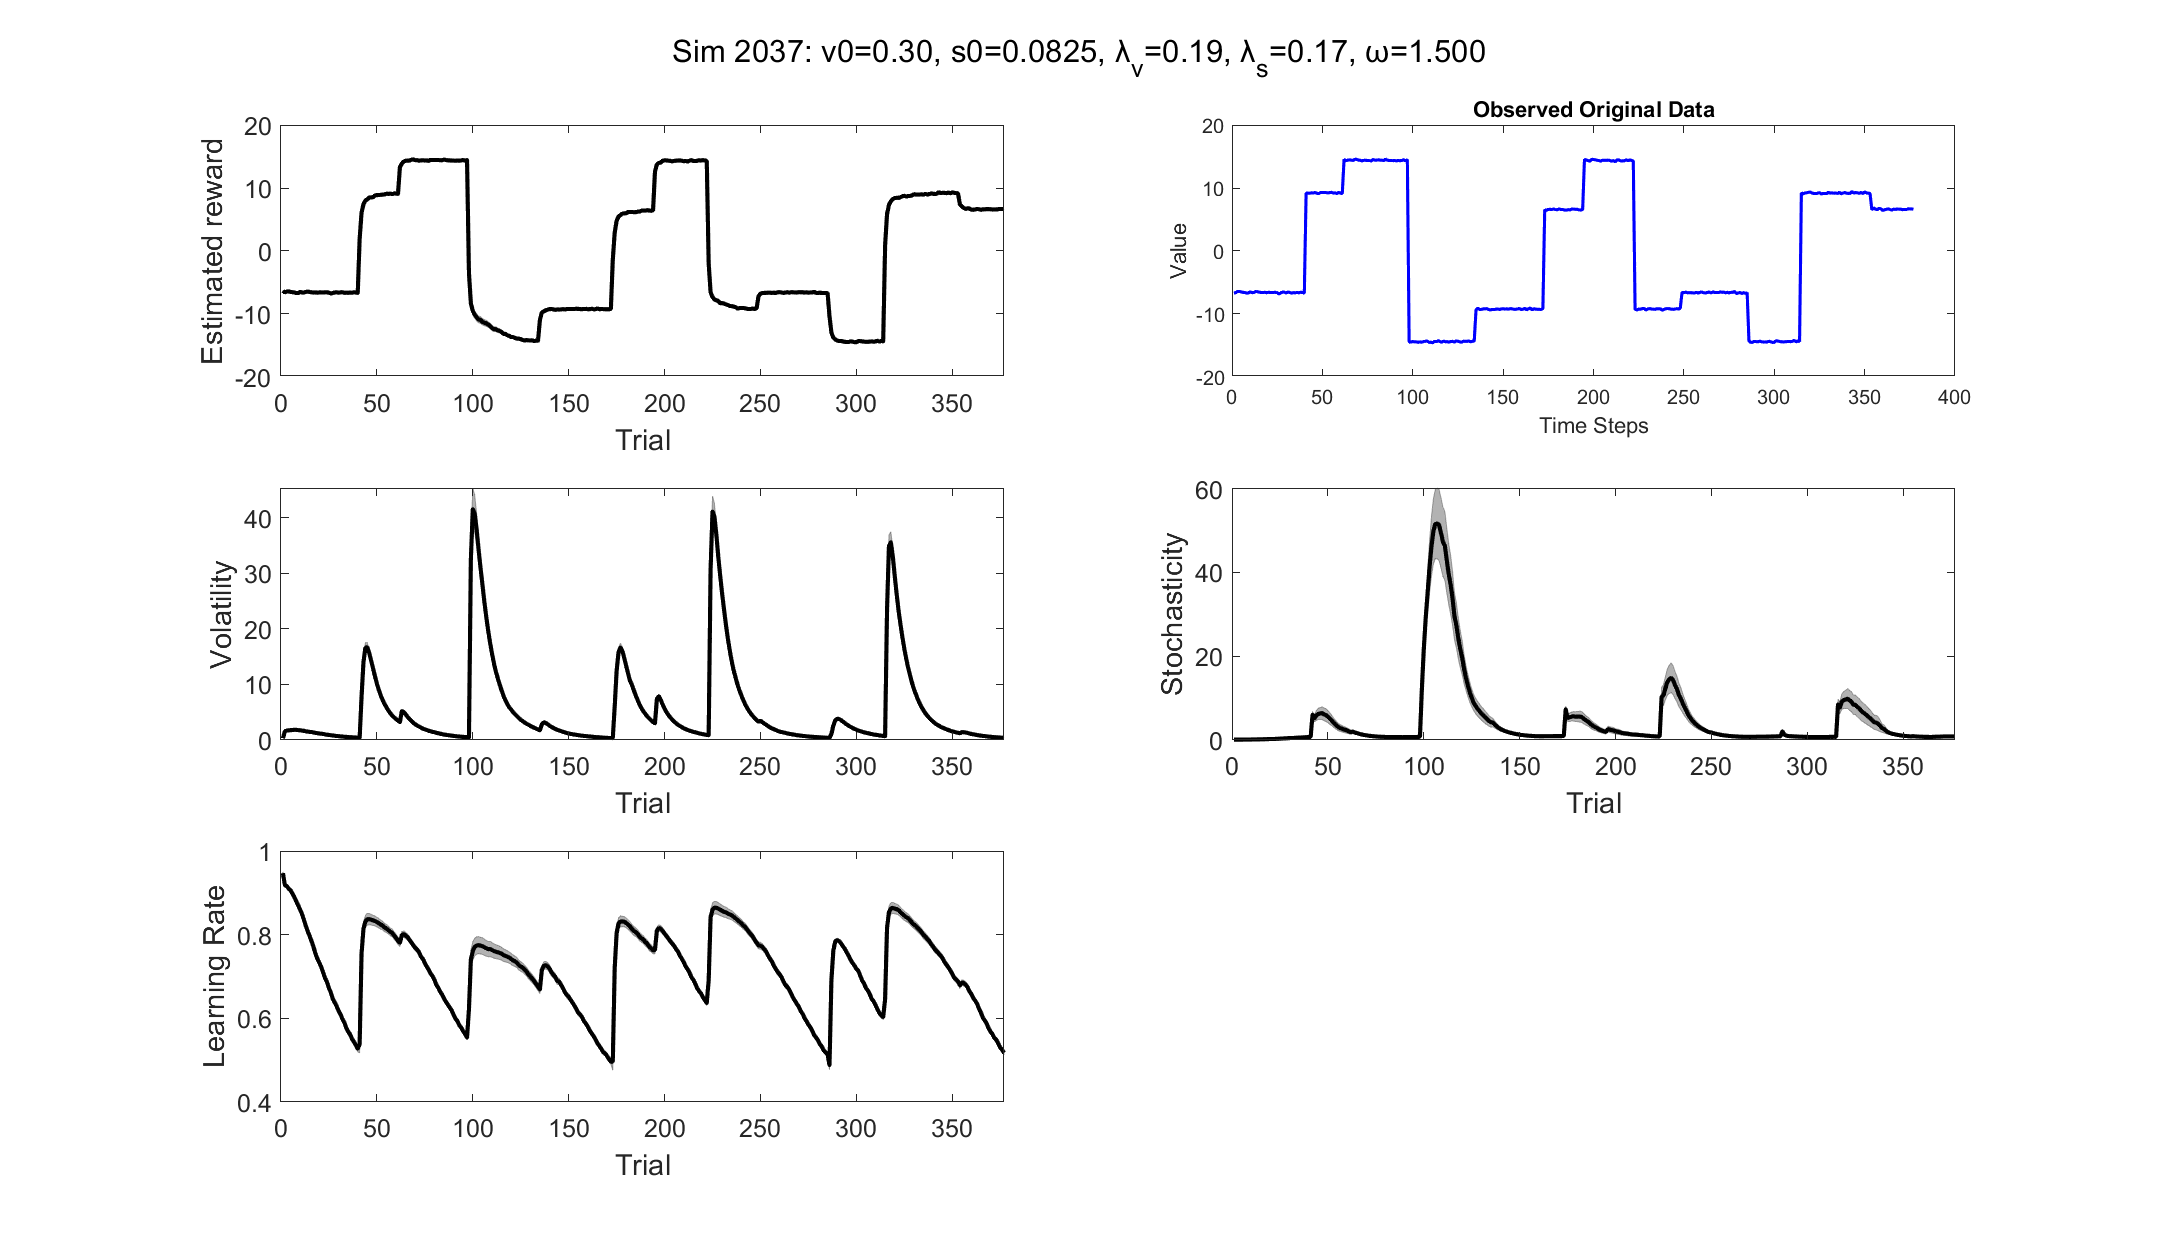 Sim 2037: v0=0.30, s0=0.0825, λv=0.19, λs=0.17, ω=1.500
Estimated reward
20
10
0
-10
-20
0 50 100 150 200 250 300 350
Trial
Observed Original Data
Value
20
10
0
-10
-20
0 50 100 150 200 250 300 350 400
Time Steps
Volatility
40
30
20
10
0
0 50 100 150 200 250 300 350
Trial
Stochasticity
60
40
20
0
0 50 100 150 200 250 300 350
Trial
Learning Rate
1
0.8
0.6
0.4
0 50 100 150 200 250 300 350
Trial